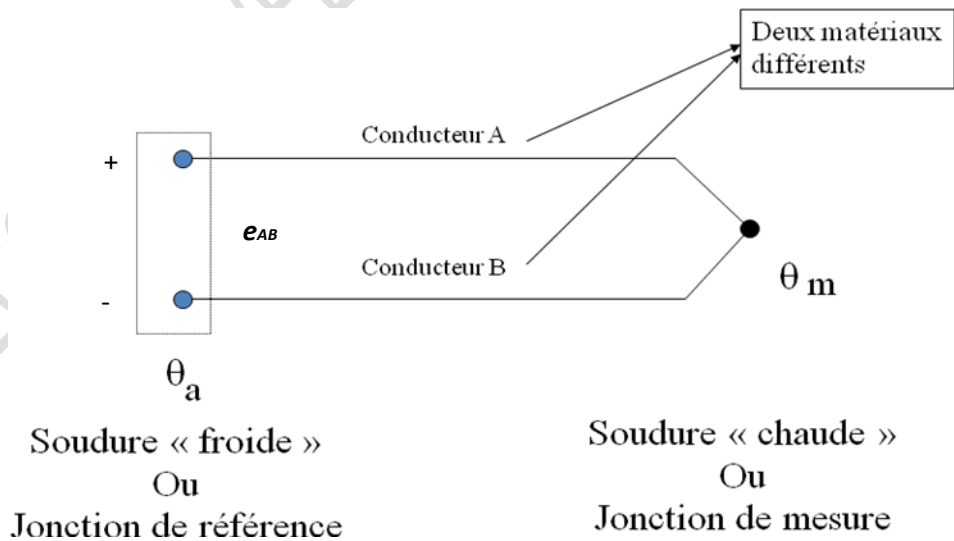 Deux matériaux
différents
Conducteur A
+
eAB
Conducteur B
-
θm
θa
Soudure « froide »
Ou
Jonction de référence
Soudure « chaude »
Ou
Jonction de mesure